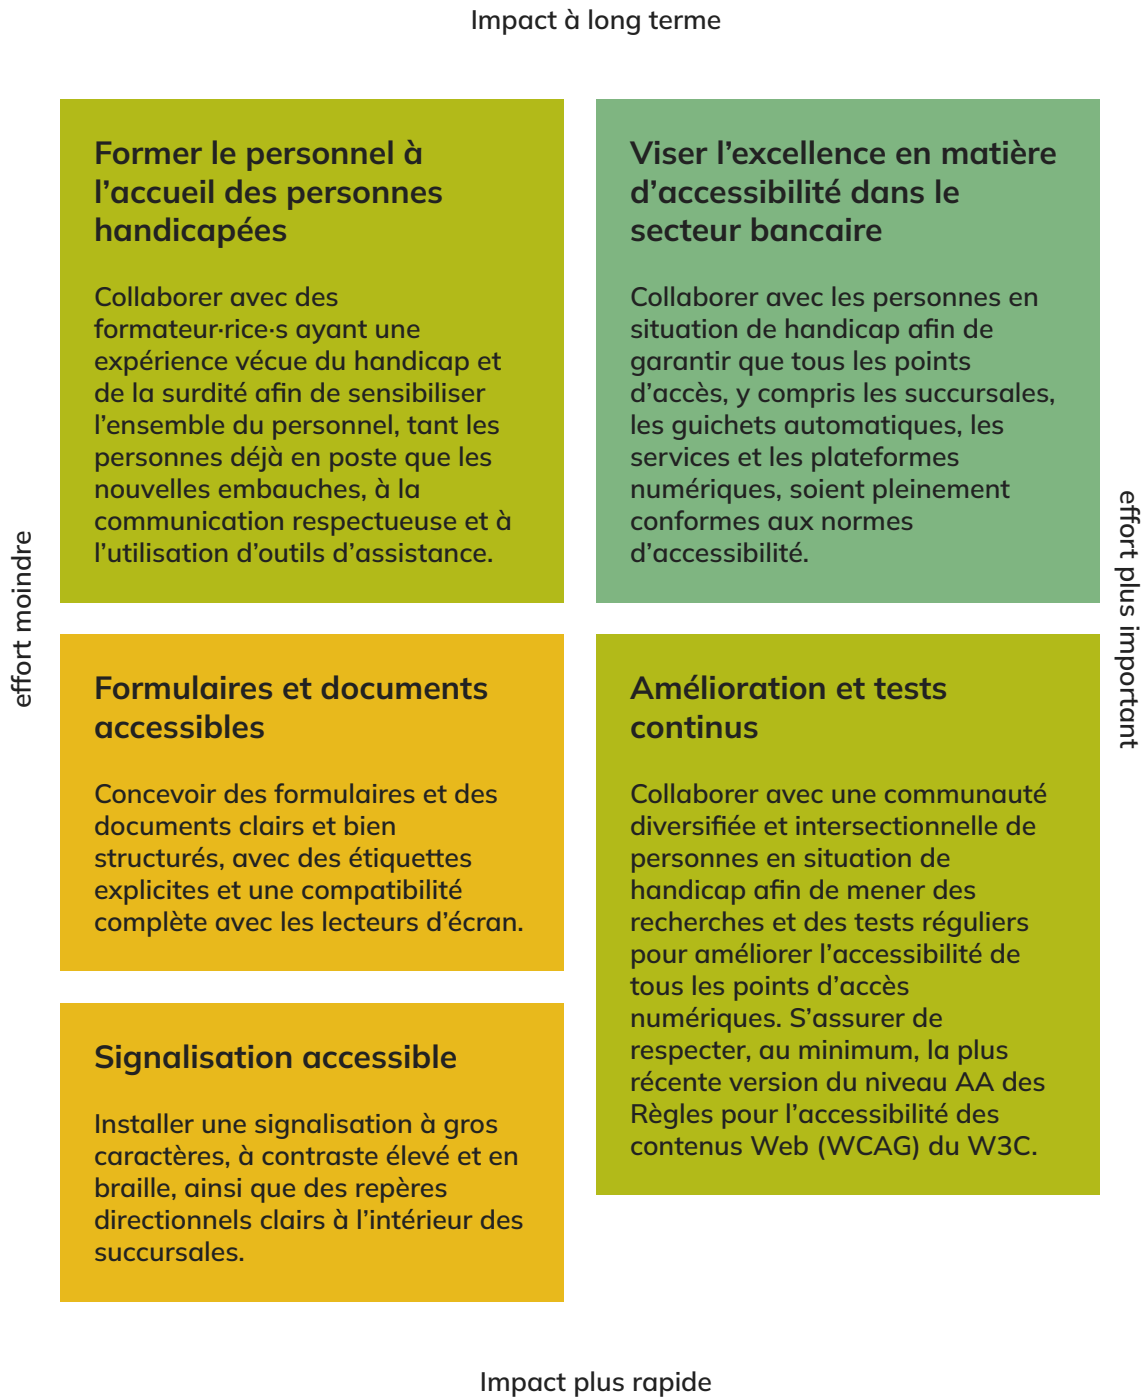 Impact à long terme
Former le personnel à
l’accueil des personnes
handicapées
Collaborer avec des
formateur·rice·s ayant une
expérience vécue du handicap et
de la surdité afin de sensibiliser
l’ensemble du personnel, tant les
personnes déjà en poste que les
nouvelles embauches, à la
communication respectueuse et à
l’utilisation d’outils d’assistance.
Viser l’excellence en matière
d’accessibilité dans le
secteur bancaire
Collaborer avec les personnes en
situation de handicap afin de
garantir que tous les points
d’accès, y compris les succursales,
les guichets automatiques, les
services et les plateformes
numériques, soient pleinement
conformes aux normes
d’accessibilité.
effort moindre
effort plus important
Formulaires et documents
accessibles
Concevoir des formulaires et des
documents clairs et bien
structurés, avec des étiquettes
explicites et une compatibilité
complète avec les lecteurs d’écran.
Amélioration et tests
continus
Collaborer avec une communauté
diversifiée et intersectionnelle de
personnes en situation de
handicap afin de mener des
recherches et des tests réguliers
pour améliorer l’accessibilité de
tous les points d’accès
numériques. S’assurer de
respecter, au minimum, la plus
récente version du niveau AA des
Règles pour l’accessibilité des
contenus Web (WCAG) du W3C.
Signalisation accessible
Installer une signalisation à gros
caractères, à contraste élevé et en
braille, ainsi que des repères
directionnels clairs à l’intérieur des
succursales.
Impact plus rapide